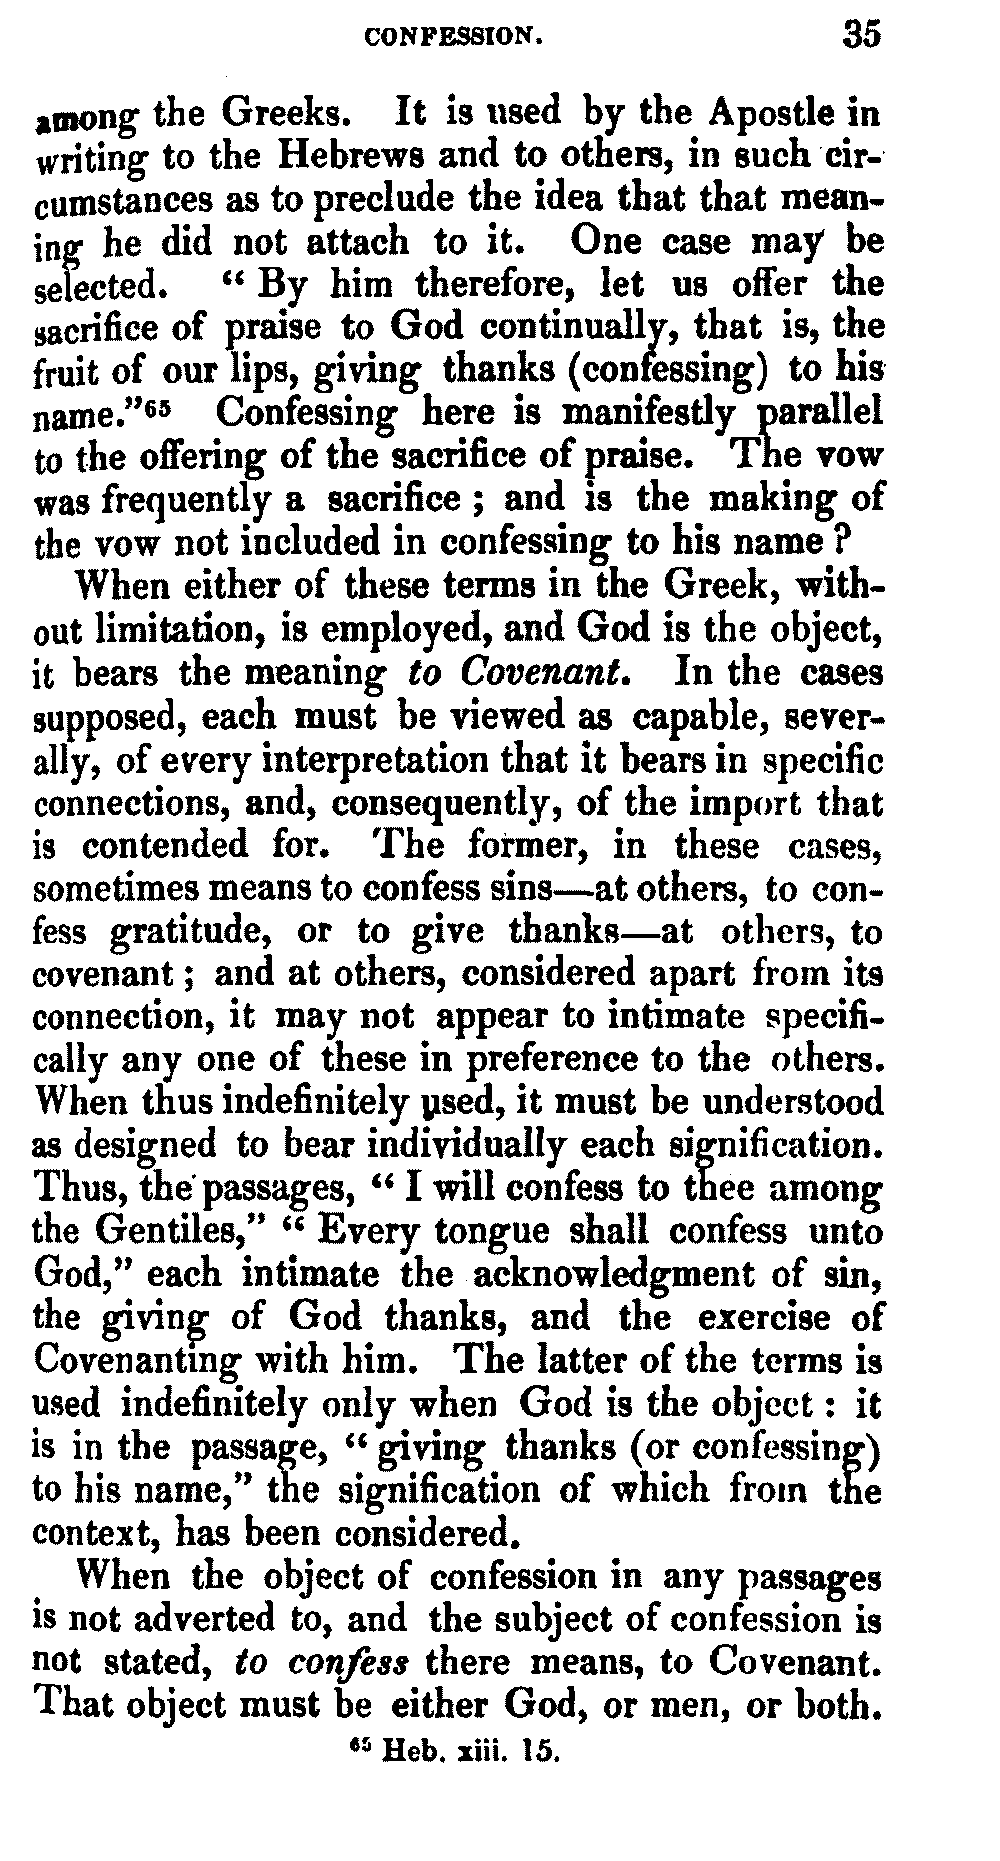 CONFESSION. 35
among the Greeks. It is used by the Apostle in
writing to the Hebrews and to others, in such cir-
cumstances as to preclude the idea that that mean-
ing he did not attach to it. One case may be
selected. “ By him therefore, let us offer the
sacrifice of praise to God continually, that is, the
fruit of our lips, giving thanks (confessing) to his
name.”65 Confessing here is manifestly parallel
to the offering of the sacrifice of praise. The vow
was frequently a sacrifice ; and is the making of
the vow not included in confessing to his name ?
When either of these terms in the Greek, with-
out limitation, is employed, and God is the object,
it bears the meaning to Covenant. In the cases
supposed, each must be viewed as capable, sever-
ally, of every interpretation that it bears in specific
connections, and, consequently, of the import that
is contended for. The former, in these cases,
sometimes means to confess sins—at others, to con-
fess gratitude, or to give thanks—at others, to
covenant ; and at others, considered apart from its
connection, it may not appear to intimate specifi-
cally any one of these in preference to the others.
When thus indefinitely used, it must be understood
as designed to bear individually each signification.
Thus, the passages, “ I will confess to thee among
the Gentiles,” “ Every tongue shall confess unto
God,” each intimate the acknowledgment of sin,
the giving of God thanks, and the exercise of
Covenanting with him. The latter of the terms is
used indefinitely only when God is the object : it
is in the passage, “ giving thanks (or confessing)
to his name,” the signification of which from the
context, has been considered.
When the object of confession in any passages
is not adverted to, and the subject of confession is
not stated, to confess there means, to Covenant.
That object must be either God, or men, or both.
65 Heb. xiii. 15.